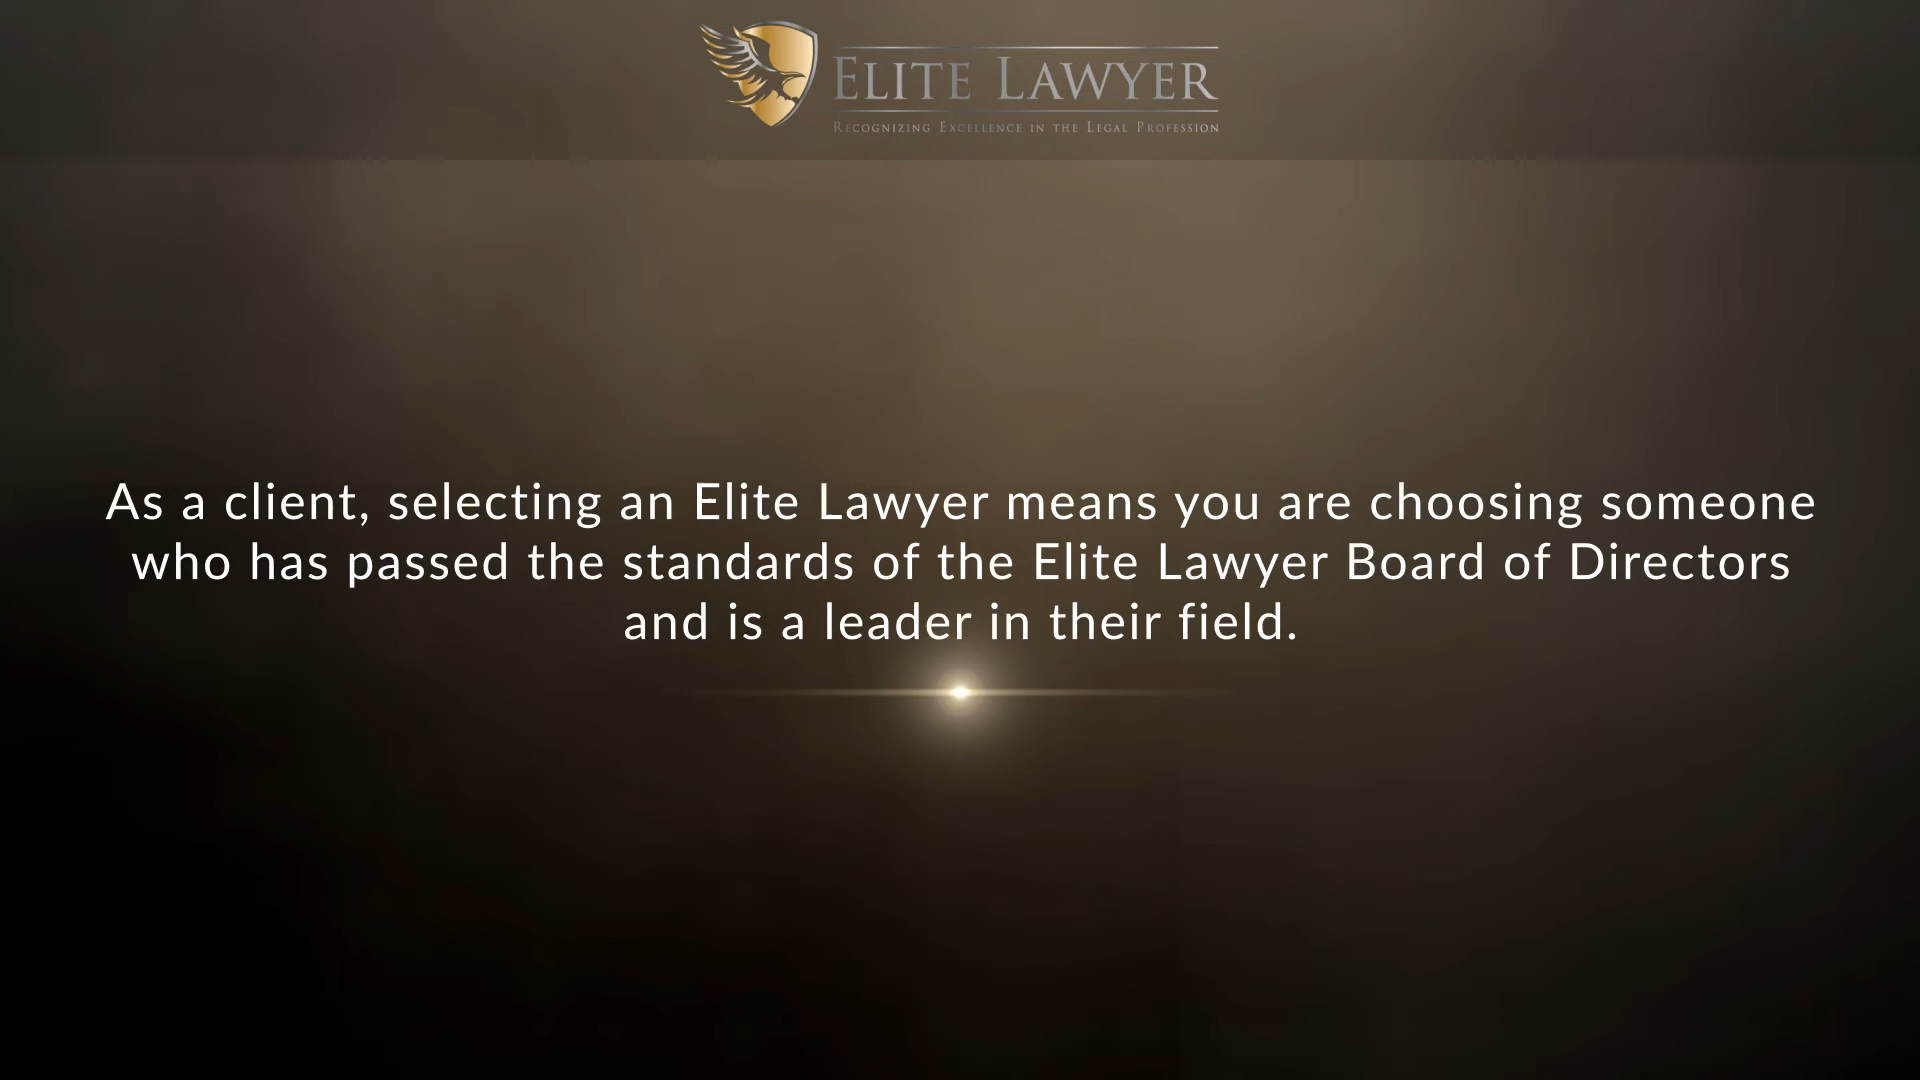 ELITE LAWYER
RECOGNIZING EXCELLENCE IN THE LEGAL PROFESSION
As a client, selecting an Elite Lawyer means you are choosing someone
who has passed the standards of the Elite Lawyer Board of Directors
and is a leader in their field.